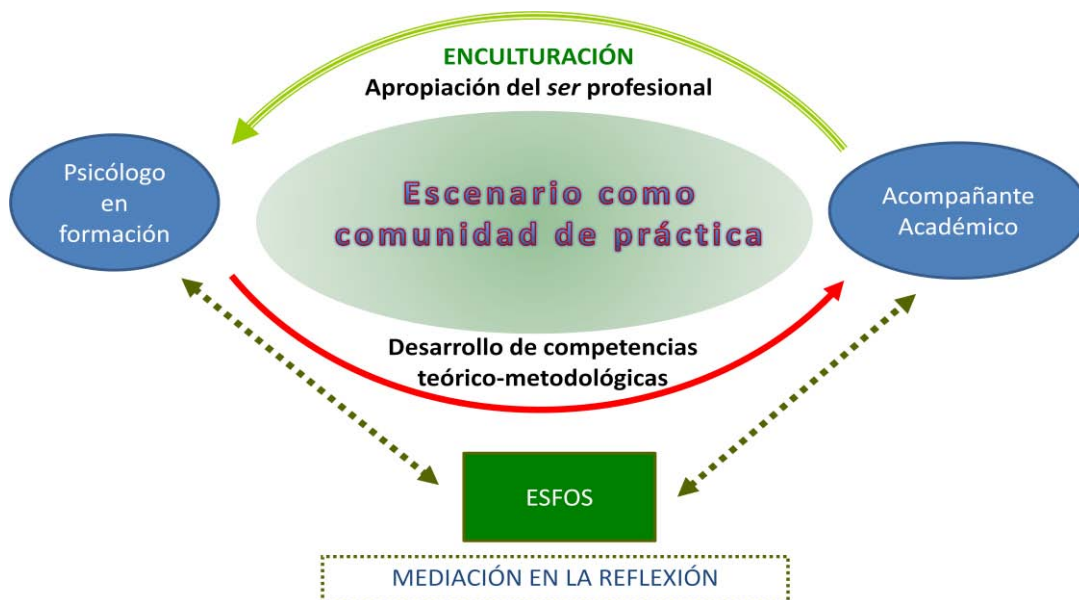 ENCULTURACIÓN
Apropiación del ser profesional
Psicólogo
en
formación
Escenario como
comunidad de práctica
Acompañante
Académico
Desarrollo de competencias
teórico-metodológicas
ESFOS
MEDIACIÓN EN LA REFLEXIÓN